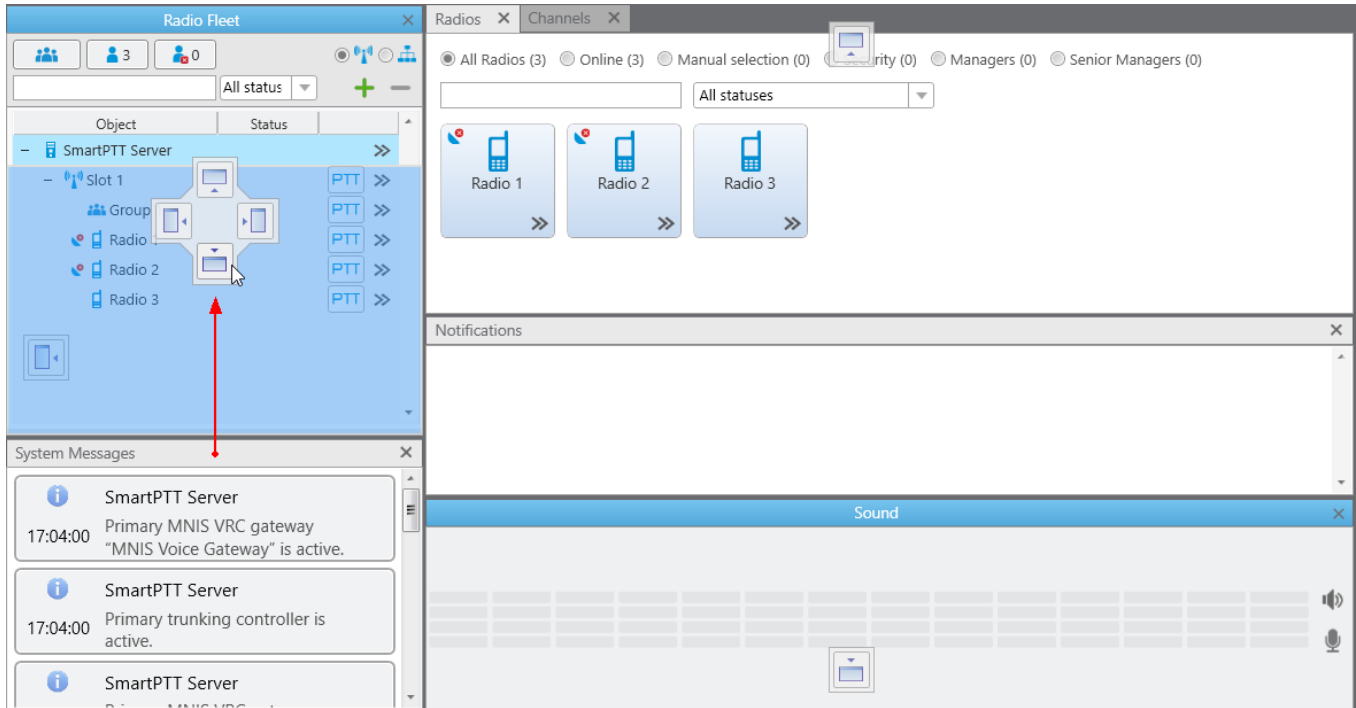 Radio Fleet
3
0
All status
Object Status
SmartPTT Server
Slot 1 PTT
Group PTT
Radio PTT
Radio 2 PTT
Radio 3 PTT
System Messages
SmartPTT Server
17:04:00
Primary MNIS VRC gateway
“MNIS Voice Gateway” is active.
SmartPTT Server
17:04:00
Primary trunking controller is
active.
SmartPTT Server
Radios Channels
All Radios (3) Online (3) Manual selection (0) (0) Managers (0) Senior Managers (0)
All statuses
Radio 1 Radio 2 Radio 3
Notifications
Sound